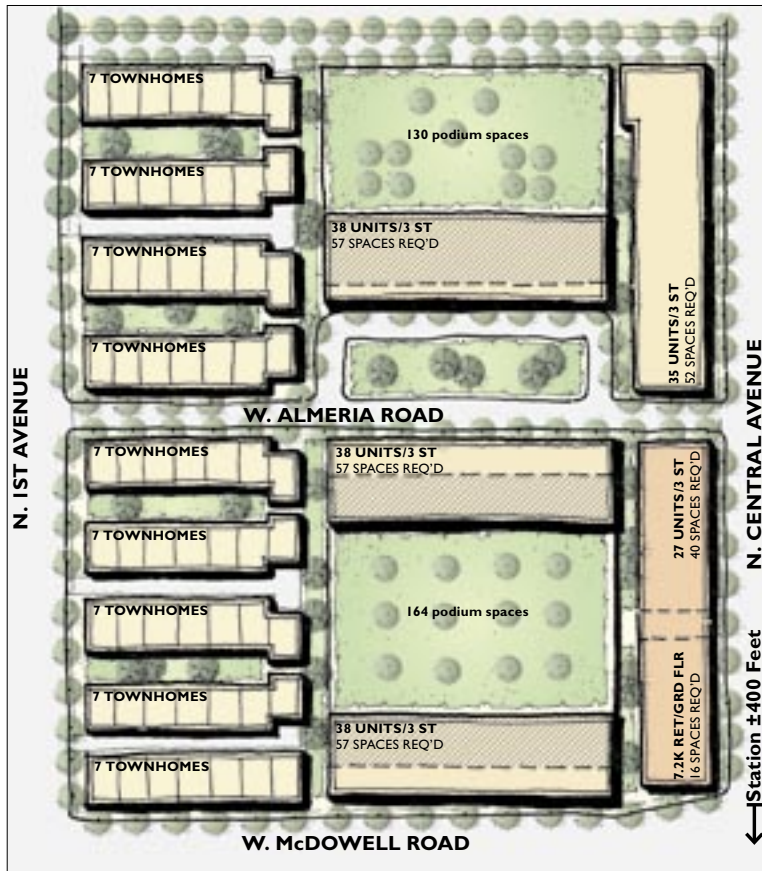 7 TOWNHOMES
7 TOWNHOMES
7 TOWNHOMES
7 TOWNHOMES
130 podium spaces
38 UNITS/3 ST
57 SPACES REQ'D
35 UNITS/3 ST
52 SPACES REQ'D
W. ALMERIA ROAD
N. 1ST AVENUE
N. CENTRAL AVENUE
7 TOWNHOMES
7 TOWNHOMES
7 TOWNHOMES
7 TOWNHOMES
7 TOWNHOMES
38 UNITS/3 ST
57 SPACES REQ'D
164 podium spaces
38 UNITS/3 ST
57 SPACES REQ'D
27 UNITS/3 ST
40 SPACES REQ'D
7.2K RET/GRD FLR
16 SPACES REQ'D
Station ±400 Feet
W. McDOWELL ROAD